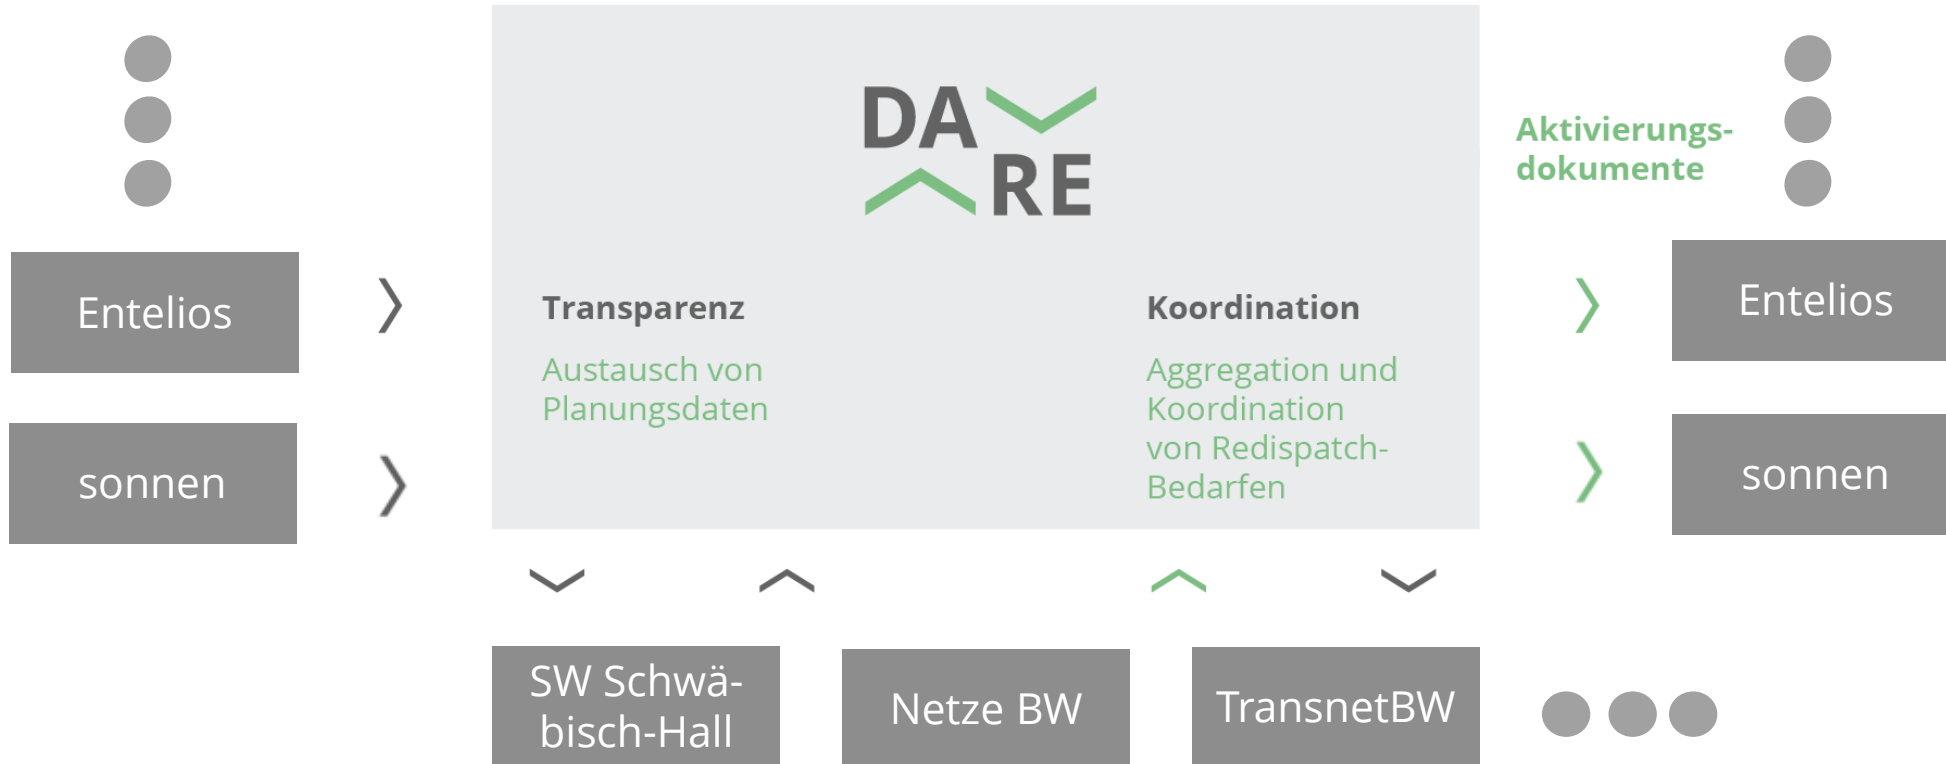 DA
RE
Aktivierungs-
dokumente
Entelios
sonnen
Transparenz
Austausch von
Planungsdaten
Koordination
Aggregation und
Koordination
von Redispatch-
Bedarfen
Entelios
sonnen
SW Schwä-
bisch-Hall
Netze BW
TransnetBW